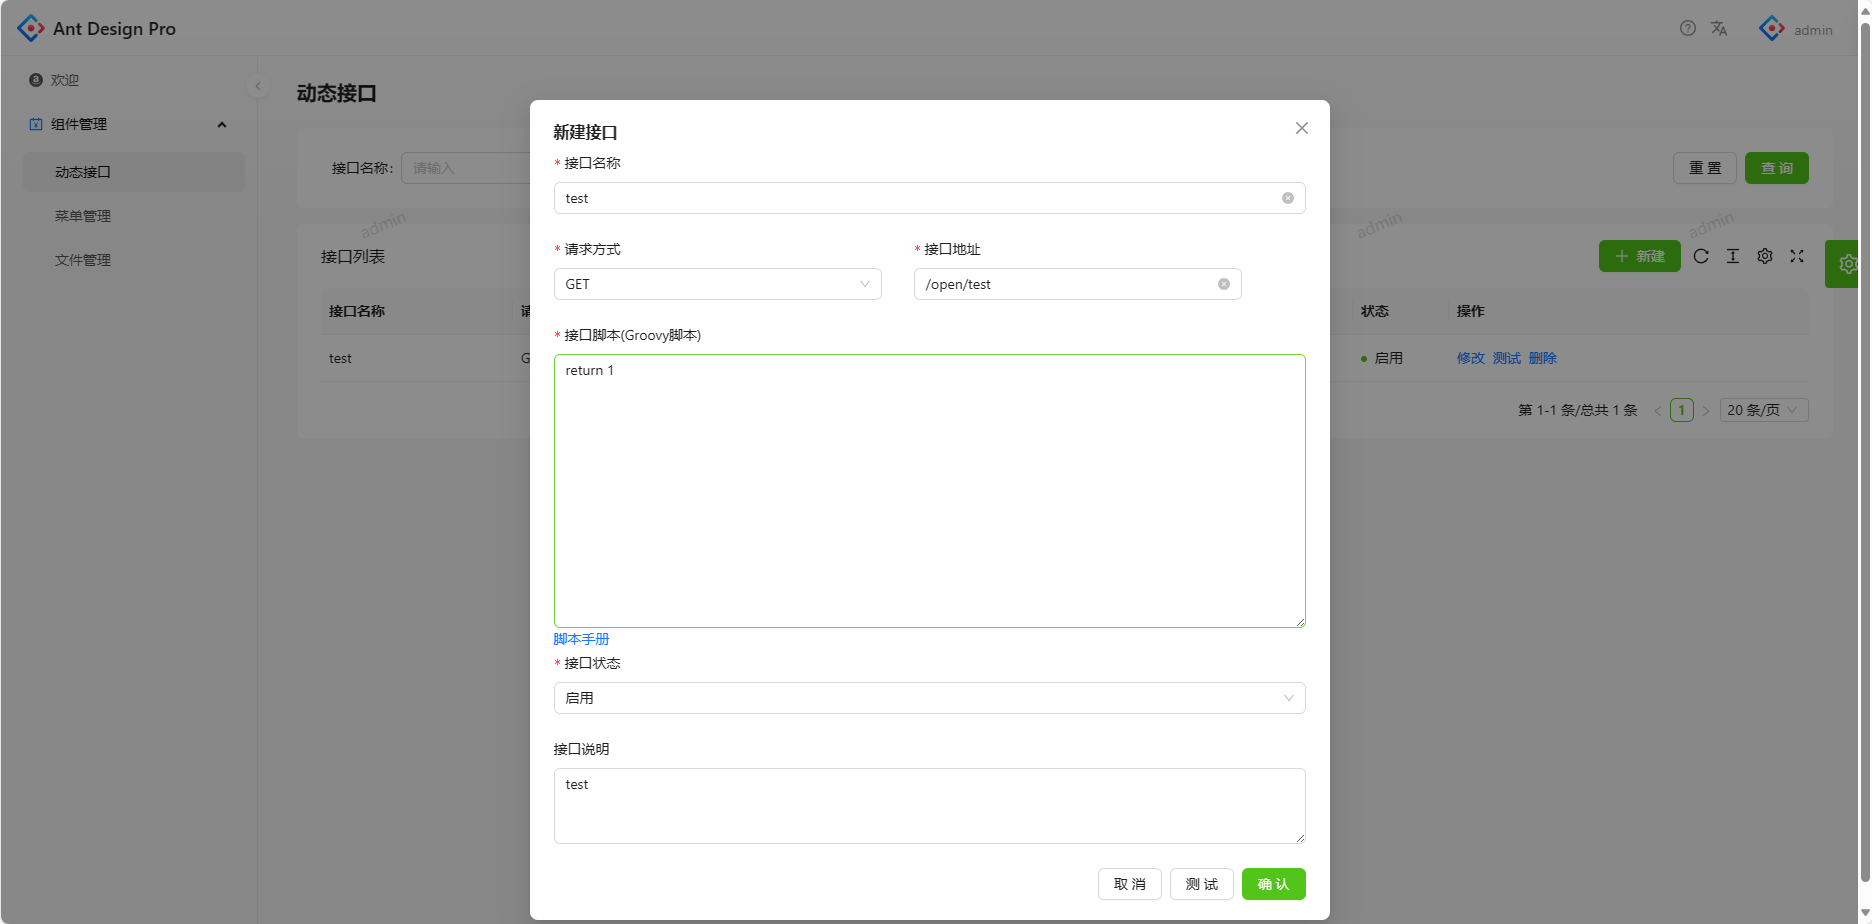 Ant Design Pro
admin
欢迎
组件管理
动态接口
菜单管理
文件管理
动态接口
接口名称:
请输入
重 置
查 询
admin
admin
admin
接口列表
新建
接口名称
请
状态
操作
test
G
启用
修改 测试 删除
第 1-1 条/总共 1 条
1
20 条/页
新建接口
* 接口名称
test
* 请求方式
* 接口地址
GET
/open/test
* 接口脚本(Groovy脚本)
return 1
脚本手册
* 接口状态
启用
接口说明
test
取 消
测 试
确 认